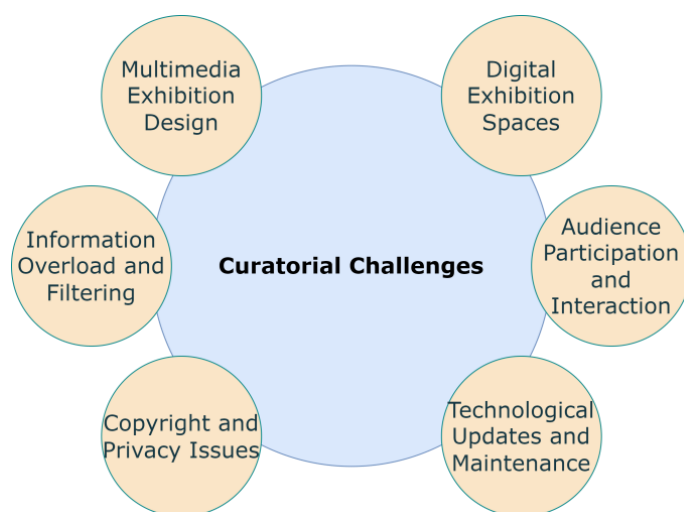 Multimedia
Exhibition
Design
Digital
Exhibition
Spaces
Information
Overload and
Filtering
Curatorial Challenges
Audience
Participation
and
Interaction
Copyright and
Privacy Issues
Technological
Updates and
Maintenance